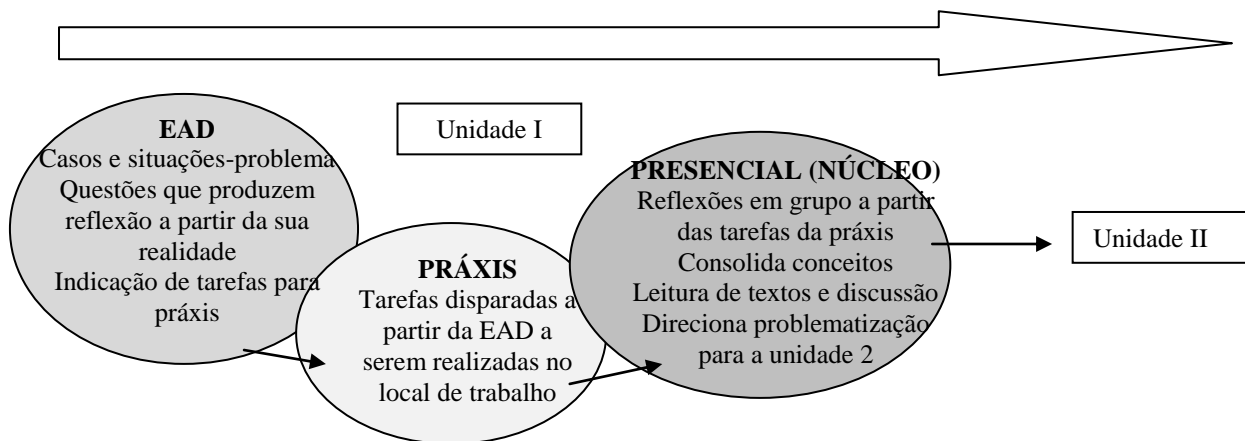 EAD
Casos e situações-problema
Questões que produzem
reflexão a partir da sua
realidade
Indicação de tarefas para
práxis
Unidade I
PRÁXIS
Tarefas disparadas a
partir da EAD a
serem realizadas no
local de trabalho
PRESENCIAL (NÚCLEO)
Reflexões em grupo a partir
das tarefas da práxis
Consolida conceitos
Leitura de textos e discussão
Direciona problematização
para a unidade 2
Unidade II